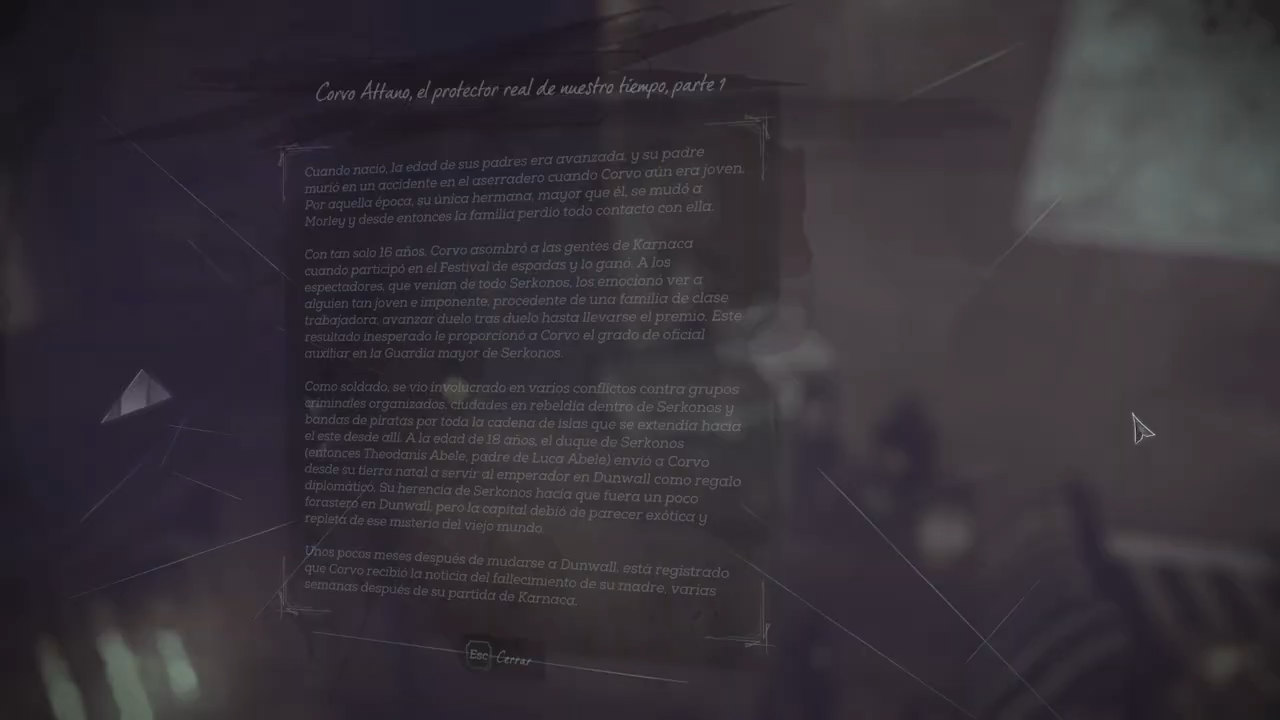 Corvo Attano, el protector real de nuestro tiempo, parte 1
Cuando nació, la edad de sus padres era avanzada, y su padre
murió en un accidente en el aserradero cuando Corvo aún era joven.
Por aquella época, su única hermana, mayor que él, se mudó a
Morley y desde entonces la familia perdió todo contacto con ella.
Con tan solo 16 años, Corvo asombró a las gentes de Karnaca
cuando participó en el Festival de espadas y lo ganó. A los
espectadores, que venían de todo Serkonos, los emocionó ver a
alguien tan joven e imponente, procedente de una familia de clase
trabajadora, avanzar duelo tras duelo hasta llevarse el premio. Este
resultado inesperado le proporcionó a Corvo el grado de oficial
auxiliar en la Guardia mayor de Serkonos.
Como soldado, se vio involucrado en varios conflictos contra grupos
criminales organizados, ciudades en rebeldía dentro de Serkonos y
bandas de piratas por toda la cadena de islas que se extendía hacia
el este desde allí. A la edad de 18 años, el duque de Serkonos
(entonces Theodanis Abele, padre de Luca Abele) envió a Corvo
desde su tierra natal a servir al emperador en Dunwall como regalo
diplomático. Su herencia de Serkonos hacía que fuera un poco
forastero en Dunwall, pero la capital debió de parecer exótica y
repleta de ese misterio del viejo mundo.
Unos pocos meses después de mudarse a Dunwall, está registrado
que Corvo recibió la noticia del fallecimiento de su madre, varias
semanas después de su partida de Karnaca.
Esc Cerrar